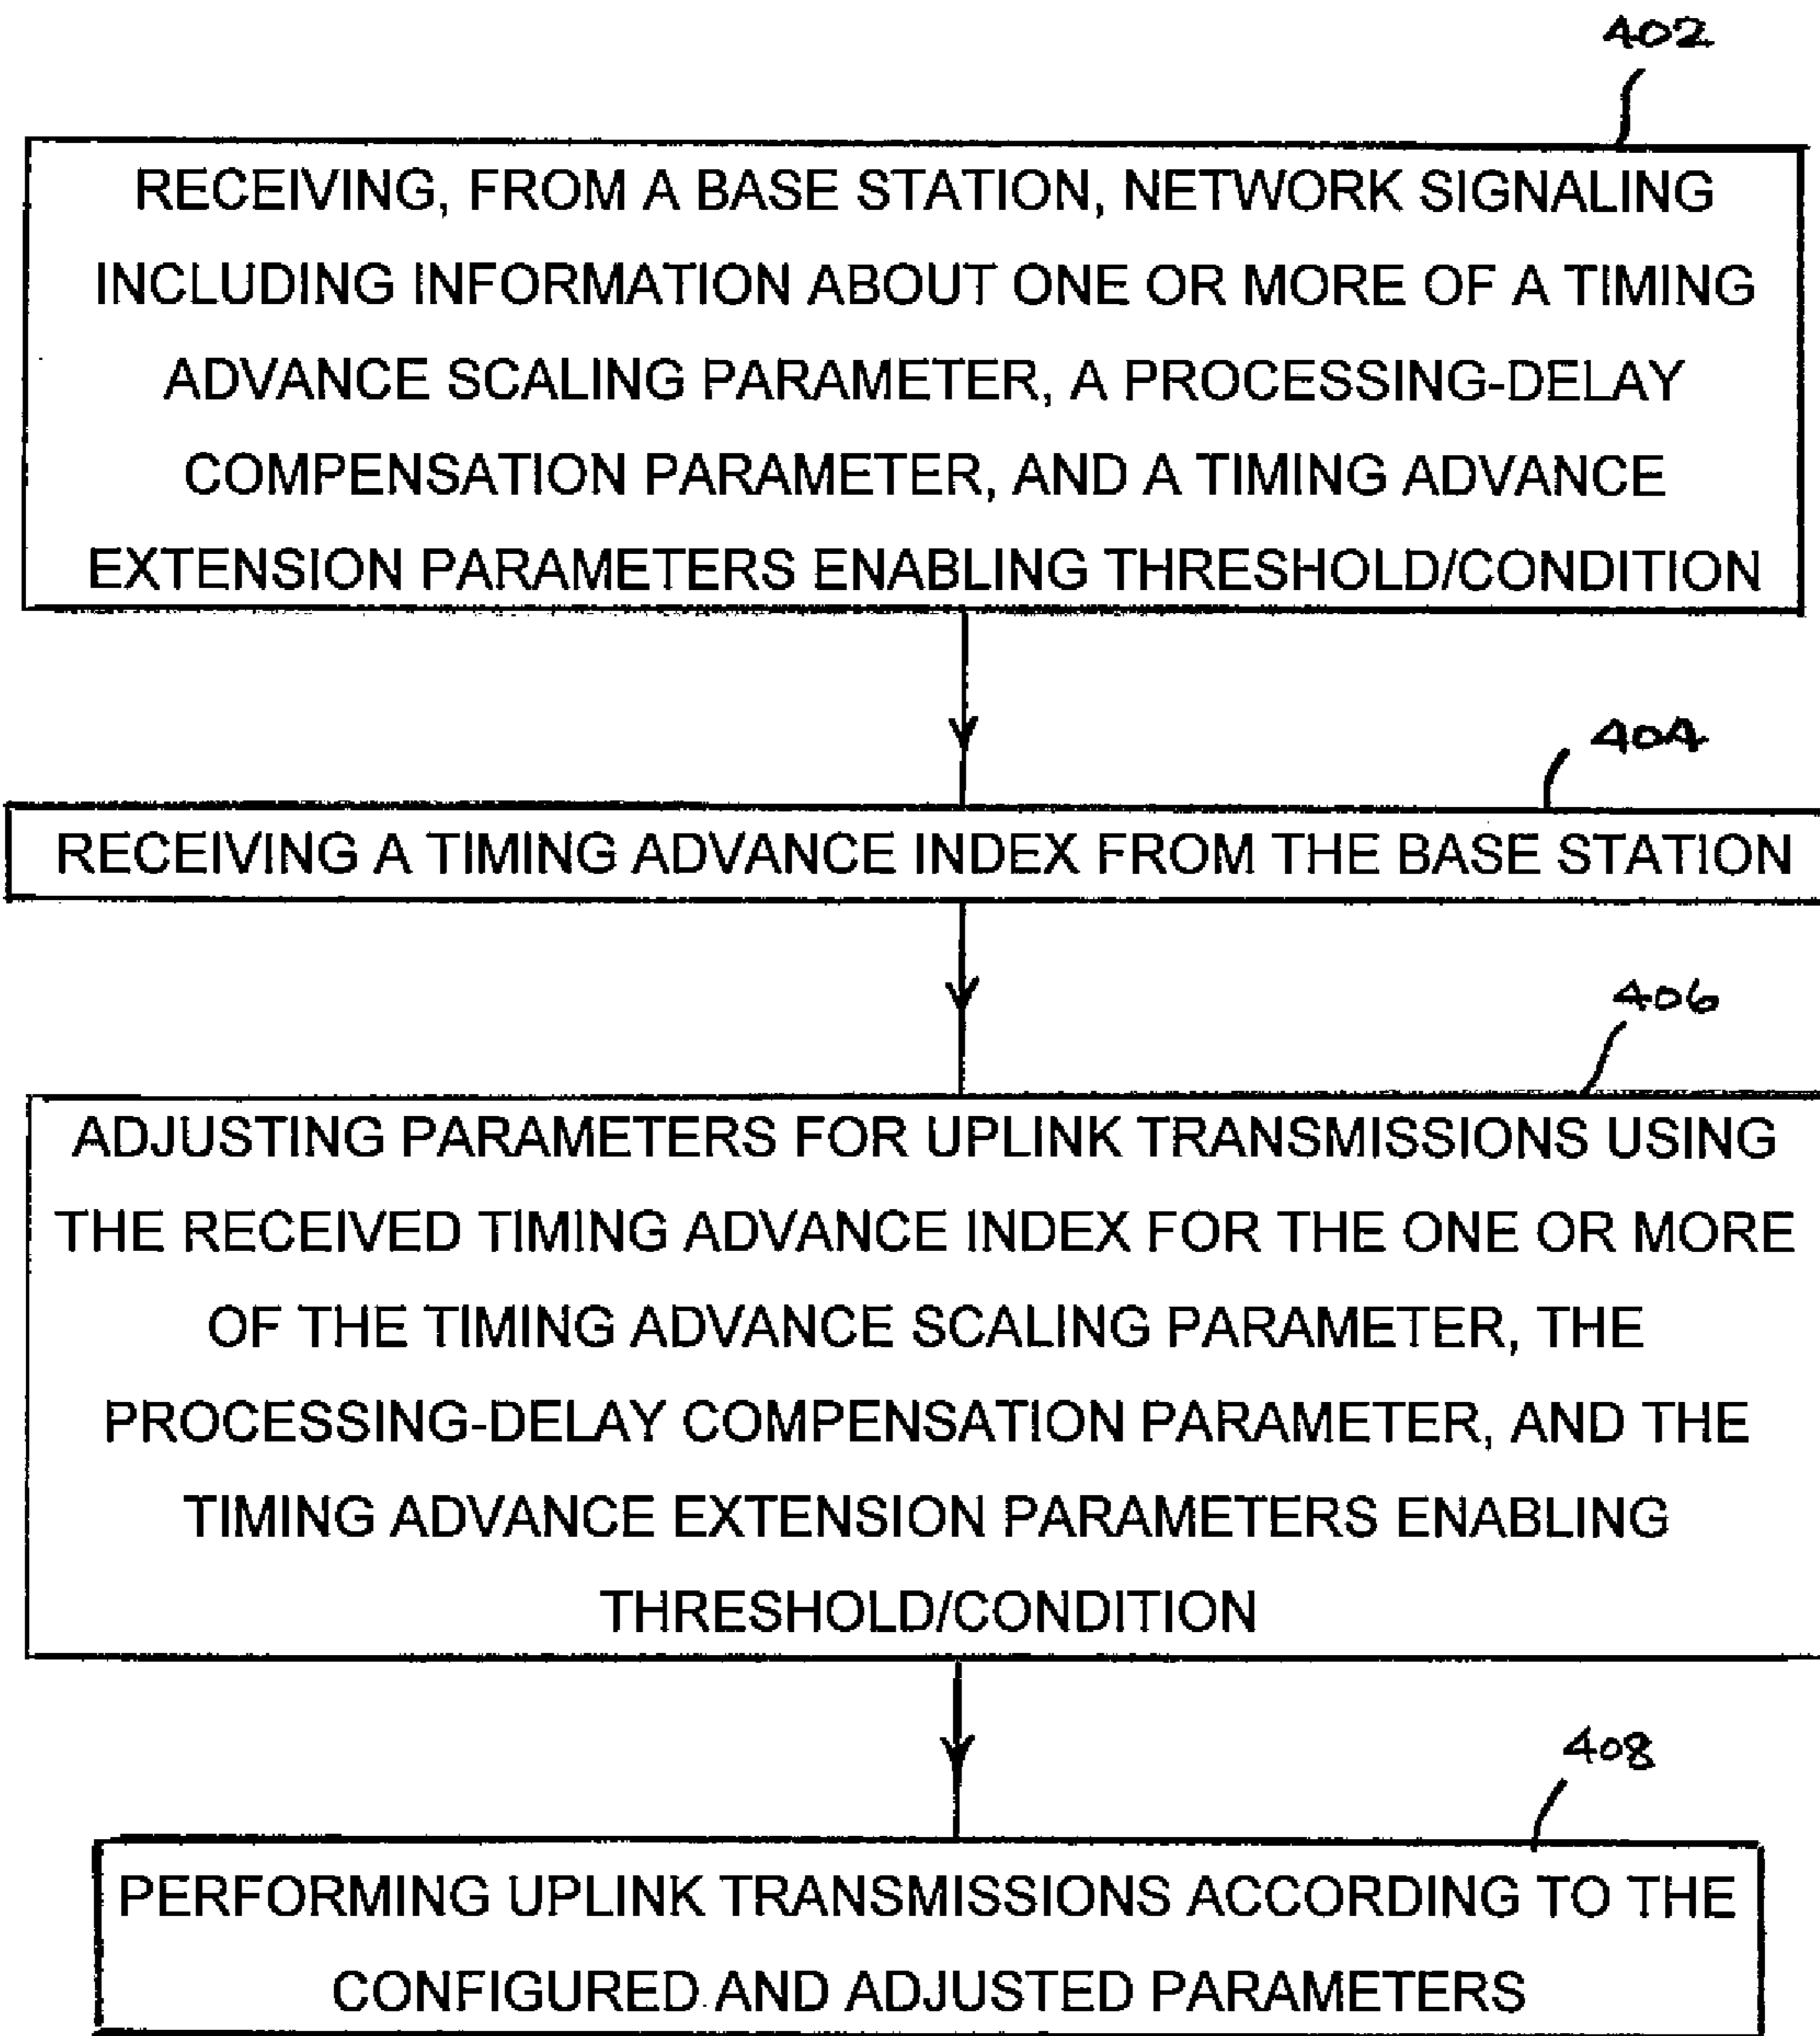 402
RECEIVING, FROM A BASE STATION, NETWORK SIGNALING
INCLUDING INFORMATION ABOUT ONE OR MORE OF A TIMING
ADVANCE SCALING PARAMETER, A PROCESSING-DELAY
COMPENSATION PARAMETER, AND A TIMING ADVANCE
EXTENSION PARAMETERS ENABLING THRESHOLD/CONDITION
404
RECEIVING A TIMING ADVANCE INDEX FROM THE BASE STATION
406
ADJUSTING PARAMETERS FOR UPLINK TRANSMISSIONS USING
THE RECEIVED TIMING ADVANCE INDEX FOR THE ONE OR MORE
OF THE TIMING ADVANCE SCALING PARAMETER, THE
PROCESSING-DELAY COMPENSATION PARAMETER, AND THE
TIMING ADVANCE EXTENSION PARAMETERS ENABLING
THRESHOLD/CONDITION
408
PERFORMING UPLINK TRANSMISSIONS ACCORDING TO THE
CONFIGURED AND ADJUSTED PARAMETERS